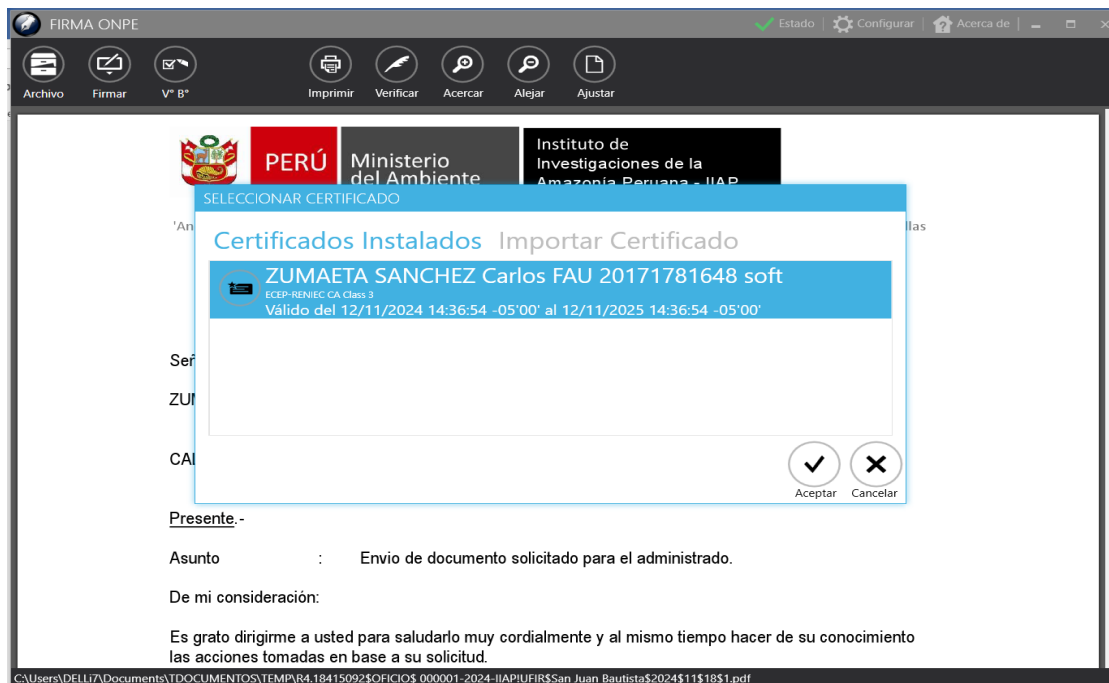 FIRMA ONPE
Estado | Configurar | Acerca de |
Archivo Firmar V° B° Imprimir Verificar Acercar Alejar Ajustar
PERÚ
Ministerio
del Ambiente
Instituto de
Investigaciones de la
Amazonía Peruana - IIAP
SELECCIONAR CERTIFICADO
Certificados Instalados Importar Certificado
ZUMAETA SANCHEZ Carlos FAU 20171781648 soft
ECEP-RENIEC CA Class 3
Válido del 12/11/2024 14:36:54 -05'00' al 12/11/2025 14:36:54 -05'00'
Aceptar Cancelar
Presente.-
Asunto : Envio de documento solicitado para el administrado.
De mi consideración:
Es grato dirigirme a usted para saludarlo muy cordialmente y al mismo tiempo hacer de su conocimiento
las acciones tomadas en base a su solicitud.
C:\Users\DELLi7\Documents\TDOCUMENTOS\TEMP\R4.18415092$OFICIO$ 000001-2024-IIAP!UFIR$San Juan Bautista$2024$11$18$1.pdf